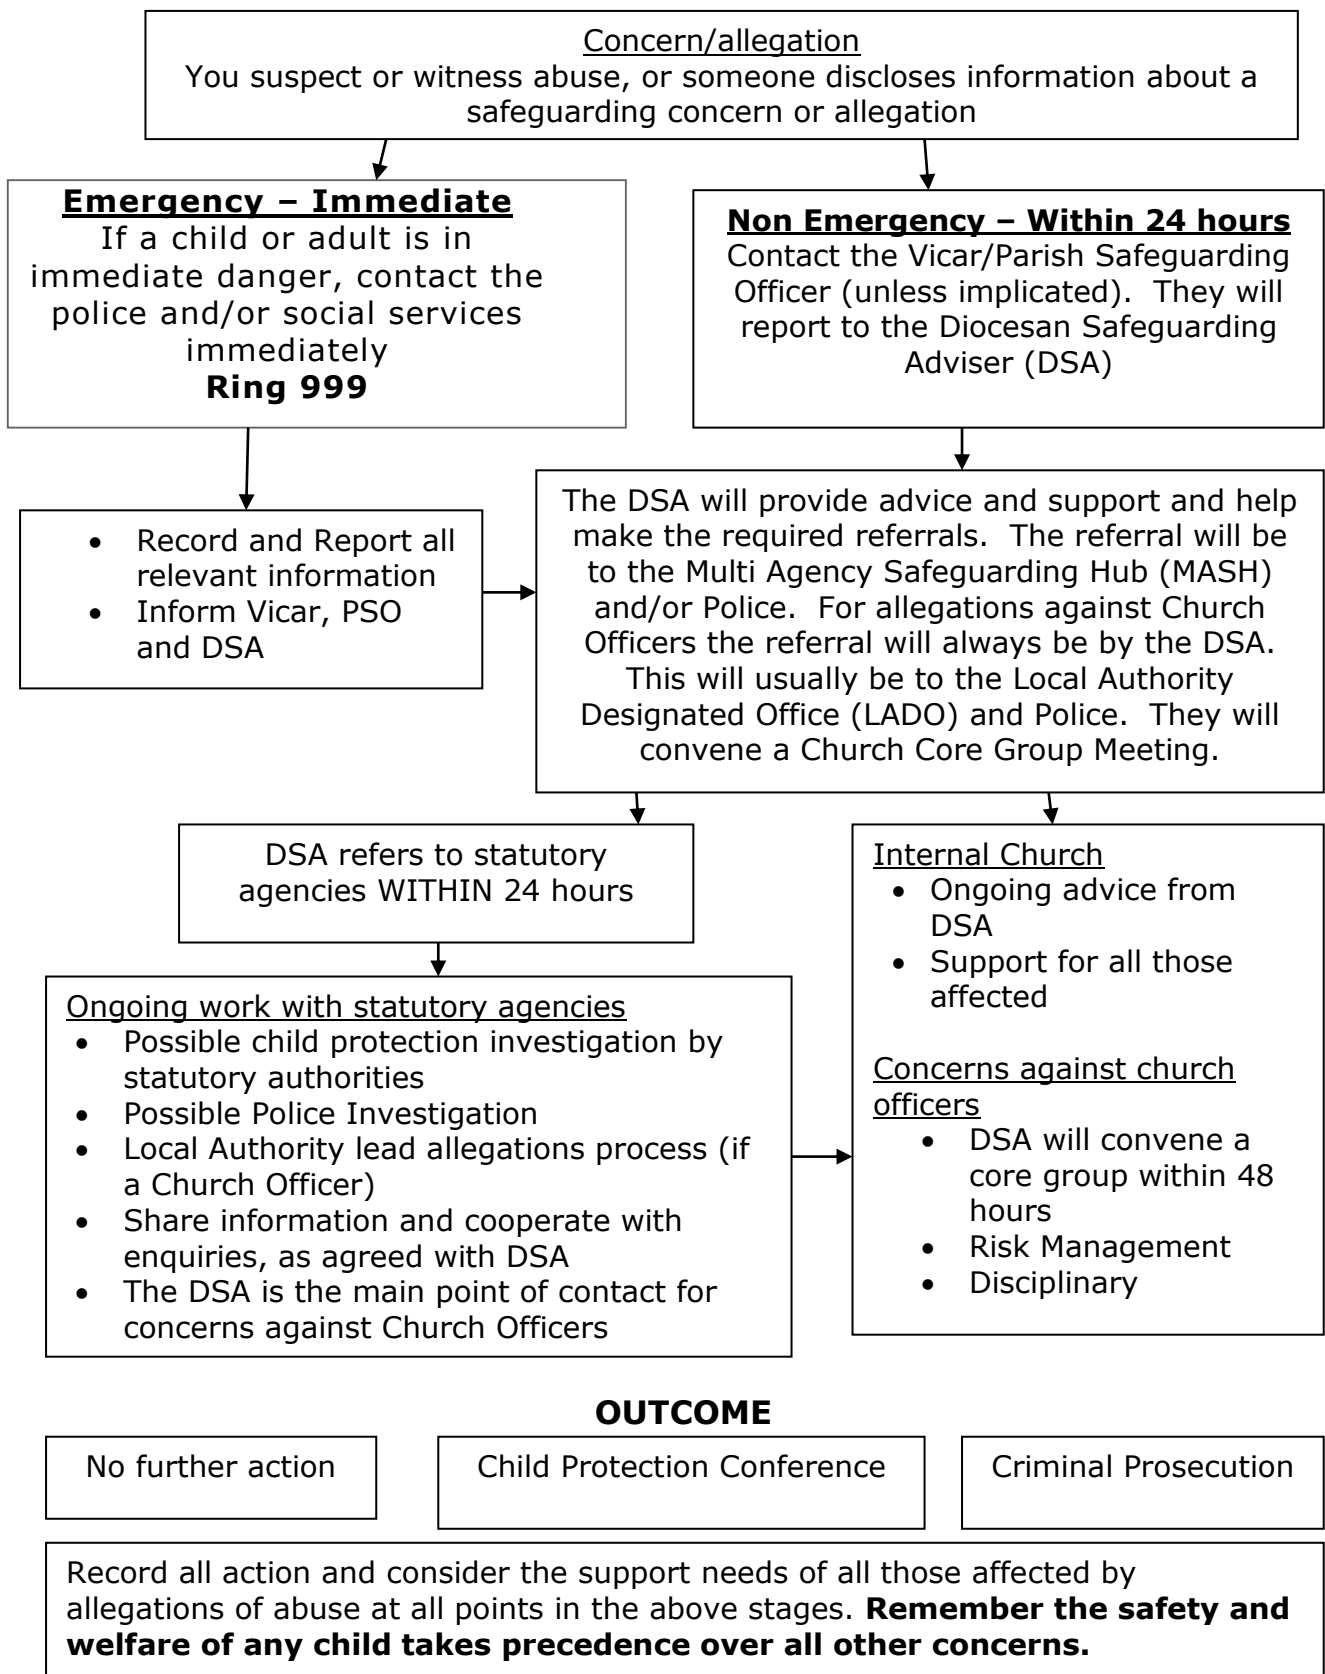 Concern/allegation
You suspect or witness abuse, or someone discloses information about a
safeguarding concern or allegation
Emergency – Immediate
If a child or adult is in
immediate danger, contact the
police and/or social services
immediately
Ring 999
Non Emergency – Within 24 hours
Contact the Vicar/Parish Safeguarding
Officer (unless implicated).  They will
report to the Diocesan Safeguarding
Adviser (DSA)
• Record and Report all
relevant information
• Inform Vicar, PSO
and DSA
The DSA will provide advice and support and help
make the required referrals.  The referral will be
to the Multi Agency Safeguarding Hub (MASH)
and/or Police.  For allegations against Church
Officers the referral will always be by the DSA.
This will usually be to the Local Authority
Designated Office (LADO) and Police.  They will
convene a Church Core Group Meeting.
DSA refers to statutory
agencies WITHIN 24 hours
Internal Church
• Ongoing advice from
DSA
• Support for all those
affected
Concerns against church
officers
• DSA will convene a
core group within 48
hours
• Risk Management
• Disciplinary
Ongoing work with statutory agencies
• Possible child protection investigation by
statutory authorities
• Possible Police Investigation
• Local Authority lead allegations process (if
a Church Officer)
• Share information and cooperate with
enquiries, as agreed with DSA
• The DSA is the main point of contact for
concerns against Church Officers
OUTCOME
No further action
Child Protection Conference
Criminal Prosecution
Record all action and consider the support needs of all those affected by
allegations of abuse at all points in the above stages. Remember the safety and
welfare of any child takes precedence over all other concerns.